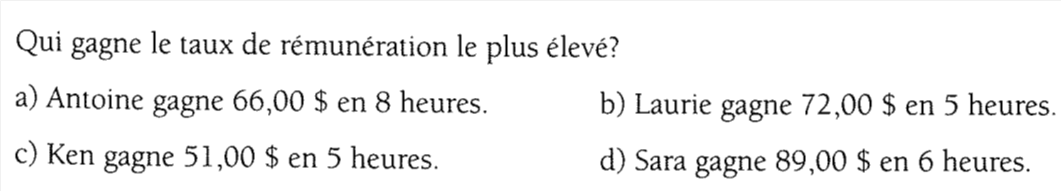 Qui gagne le taux de rémunération le plus élevé?
a) Antoine gagne 66,00 $ en 8 heures.
b) Laurie gagne 72,00 $ en 5 heures.
c) Ken gagne 51,00 $ en 5 heures.
d) Sara gagne 89,00 $ en 6 heures.